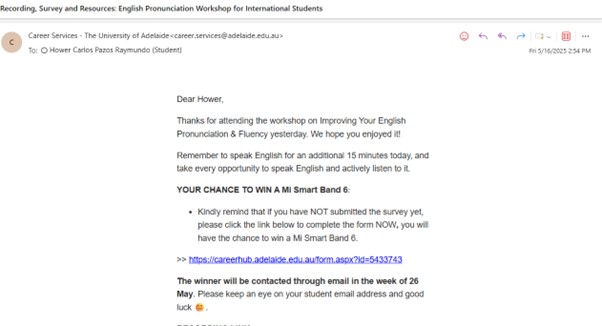 Recording, Survey and Resources: English Pronunciation Workshop for International Students
C
Career Services - The University of Adelaide<career.services@adelaide.edu.au>
To: Hower Carlos Pazos Raymundo (Student)
Fri 5/16/2025 2:54 PM
Dear Hower,
Thanks for attending the workshop on Improving Your English
Pronunciation & Fluency yesterday. We hope you enjoyed it!
Remember to speak English for an additional 15 minutes today, and
take every opportunity to speak English and actively listen to it.
YOUR CHANCE TO WIN A Mi Smart Band 6:
• Kindly remind that if you have NOT submitted the survey yet,
please click the link below to complete the form NOW, you will
have the chance to win a Mi Smart Band 6.
>> https://careerhub.adelaide.edu.au/form.aspx?id=5433743
The winner will be contacted through email in the week of 26
May. Please keep an eye on your student email address and good
luck 😊 .